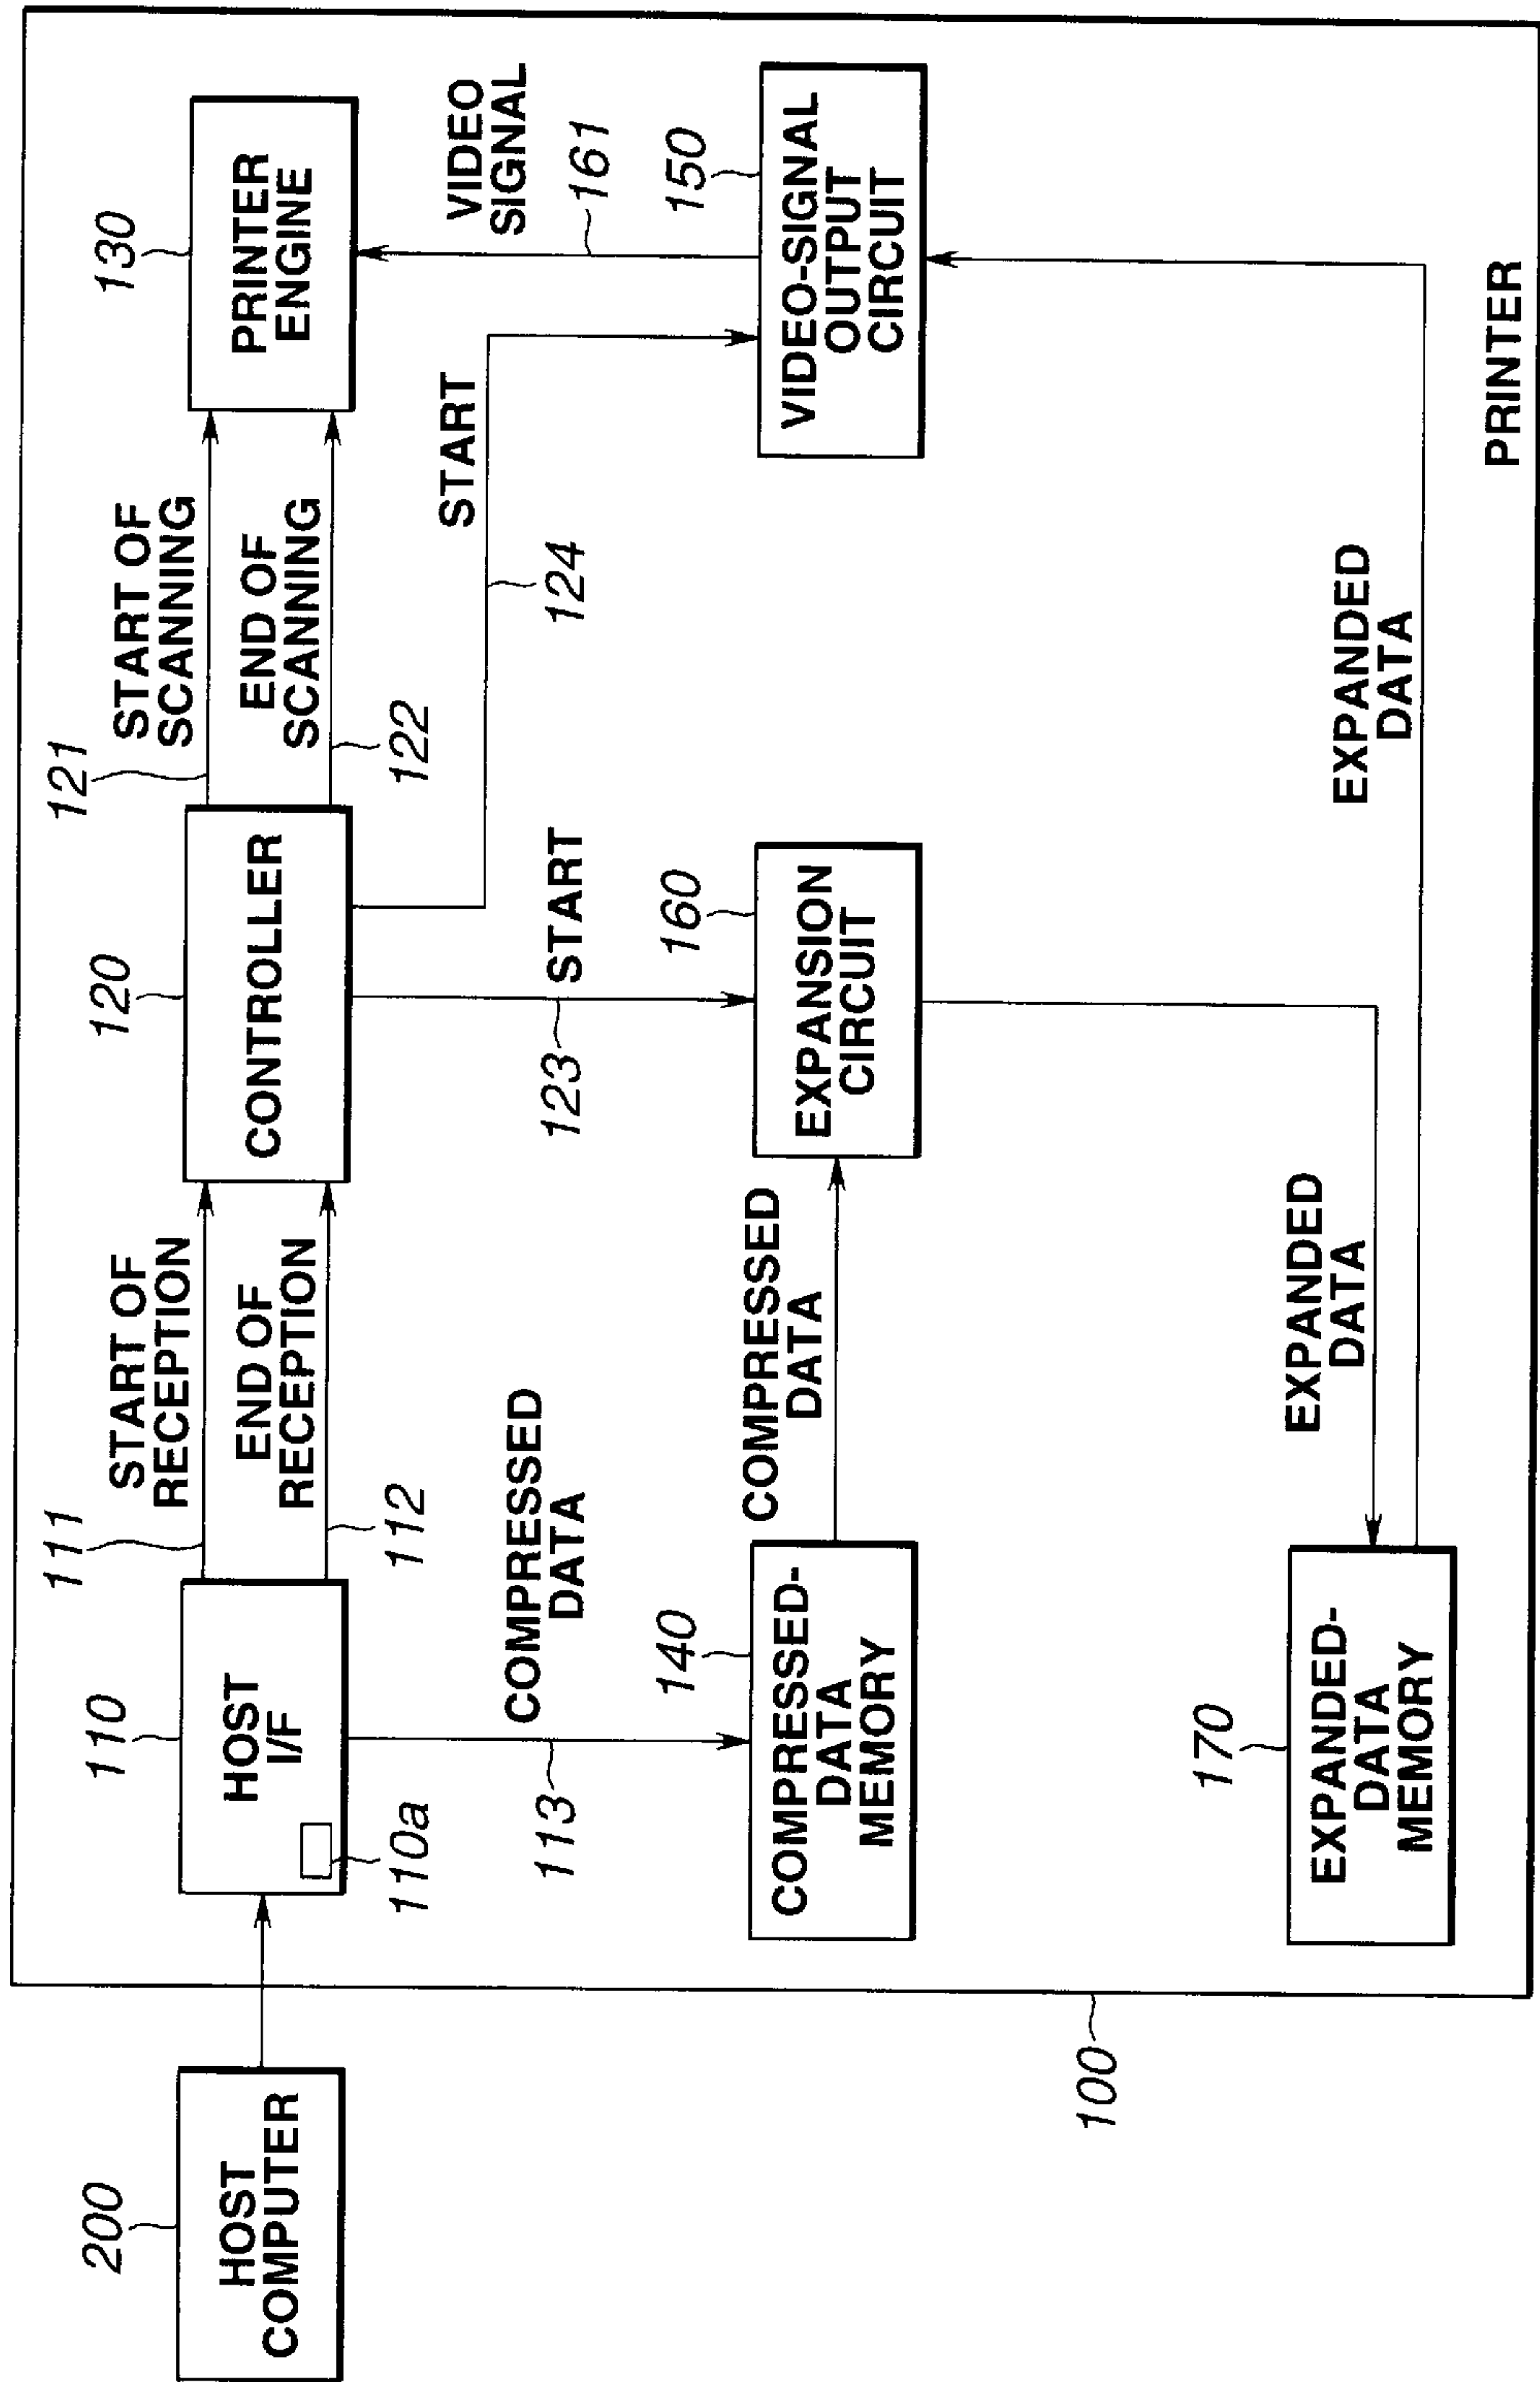 200
HOST
COMPUTER
100
PRINTER
110
HOST
I/F
110a
111
START OF
RECEPTION
END OF
RECEPTION
112
120
CONTROLLER
121
START OF
SCANNING
END OF
SCANNING
122
130
PRINTER
ENGINE
113
COMPRESSED
DATA
123
START
124
START
VIDEO
SIGNAL
161
140
COMPRESSED-
DATA
MEMORY
COMPRESSED
DATA
160
EXPANSION
CIRCUIT
150
VIDEO-SIGNAL
OUTPUT
CIRCUIT
170
EXPANDED-
DATA
MEMORY
EXPANDED
DATA
EXPANDED
DATA